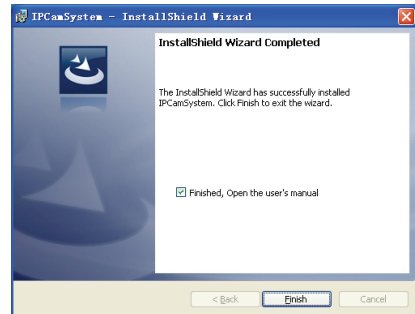 IPCamSystem - InstallShield Wizard
InstallShield Wizard Completed
The InstallShield Wizard has successfully installed
IPCamSystem. Click Finish to exit the wizard.
Finished, Open the user's manual
< Back
Finish
Cancel